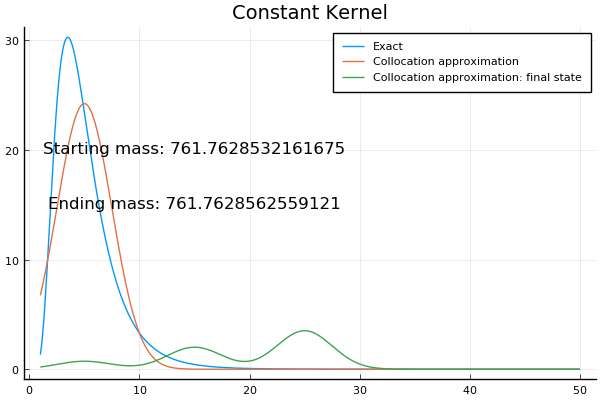 Constant Kernel
Exact
Collocation approximation
Collocation approximation: final state
30
20
10
0
Starting mass: 761.7628532161675
Ending mass: 761.7628562559121
0 10 20 30 40 50